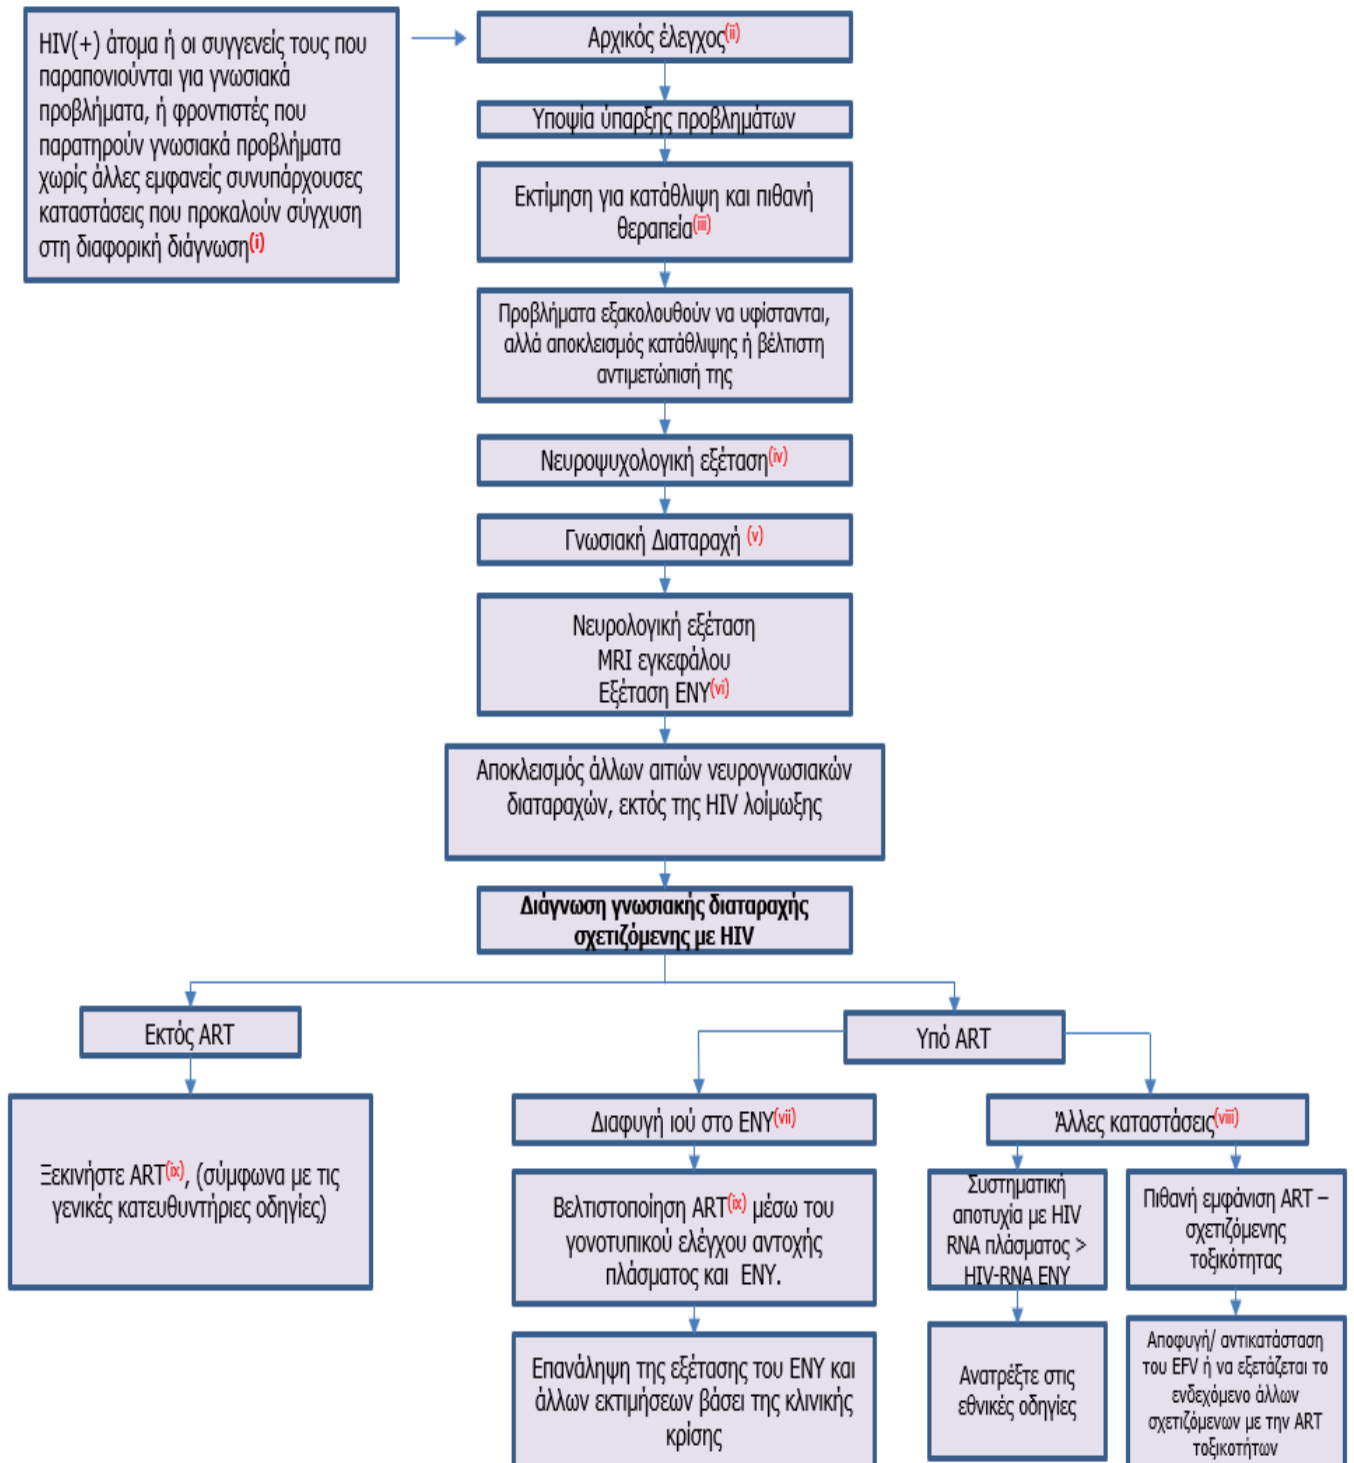 HIV(+) άτομα ή οι συγγενείς τους που
παραπονιούνται για γνωσιακά
προβλήματα, ή φροντιστές που
παρατηρούν γνωσιακά προβλήματα
χωρίς άλλες εμφανείς συνυπάρχουσες
καταστάσεις που προκαλούν σύγχυση
στη διαφορική διάγνωση(i)
Αρχικός έλεγχος(ii)
Υποψία ύπαρξης προβλημάτων
Εκτίμηση για κατάθλιψη και πιθανή
θεραπεία(iii)
Προβλήματα εξακολουθούν να υφίστανται,
αλλά αποκλεισμός κατάθλιψης ή βέλτιστη
αντιμετώπισή της
Νευροψυχολογική εξέταση(iv)
Γνωσιακή Διαταραχή (v)
Νευρολογική εξέταση
MRI εγκεφάλου
Εξέταση ΕΝΥ(vi)
Αποκλεισμός άλλων αιτιών νευρογνωσιακών
διαταραχών, εκτός της HIV λοίμωξης
Διάγνωση γνωσιακής διαταραχής
σχετιζόμενης με HIV
Εκτός ART
Ξεκινήστε ART(ix), (σύμφωνα με τις
γενικές κατευθυντήριες οδηγίες)
Υπό ART
Διαφυγή ιού στο ΕΝΥ(vii)
Βελτιστοποίηση ART(ix) μέσω του
γονοτυπικού ελέγχου αντοχής
πλάσματος και ΕΝΥ.
Επανάληψη της εξέτασης του ΕΝΥ και
άλλων εκτιμήσεων βάσει της κλινικής
κρίσης
Άλλες καταστάσεις(viii)
Συστηματική
αποτυχία με HIV
RNA πλάσματος >
HIV-RNA ΕΝΥ
Ανατρέξτε στις
εθνικές οδηγίες
Πιθανή εμφάνιση ART –
σχετιζόμενης
τοξικότητας
Αποφυγή/ αντικατάσταση
του EFV ή να εξετάζεται το
ενδεχόμενο άλλων
σχετιζόμενων με την ART
τοξικοτήτων